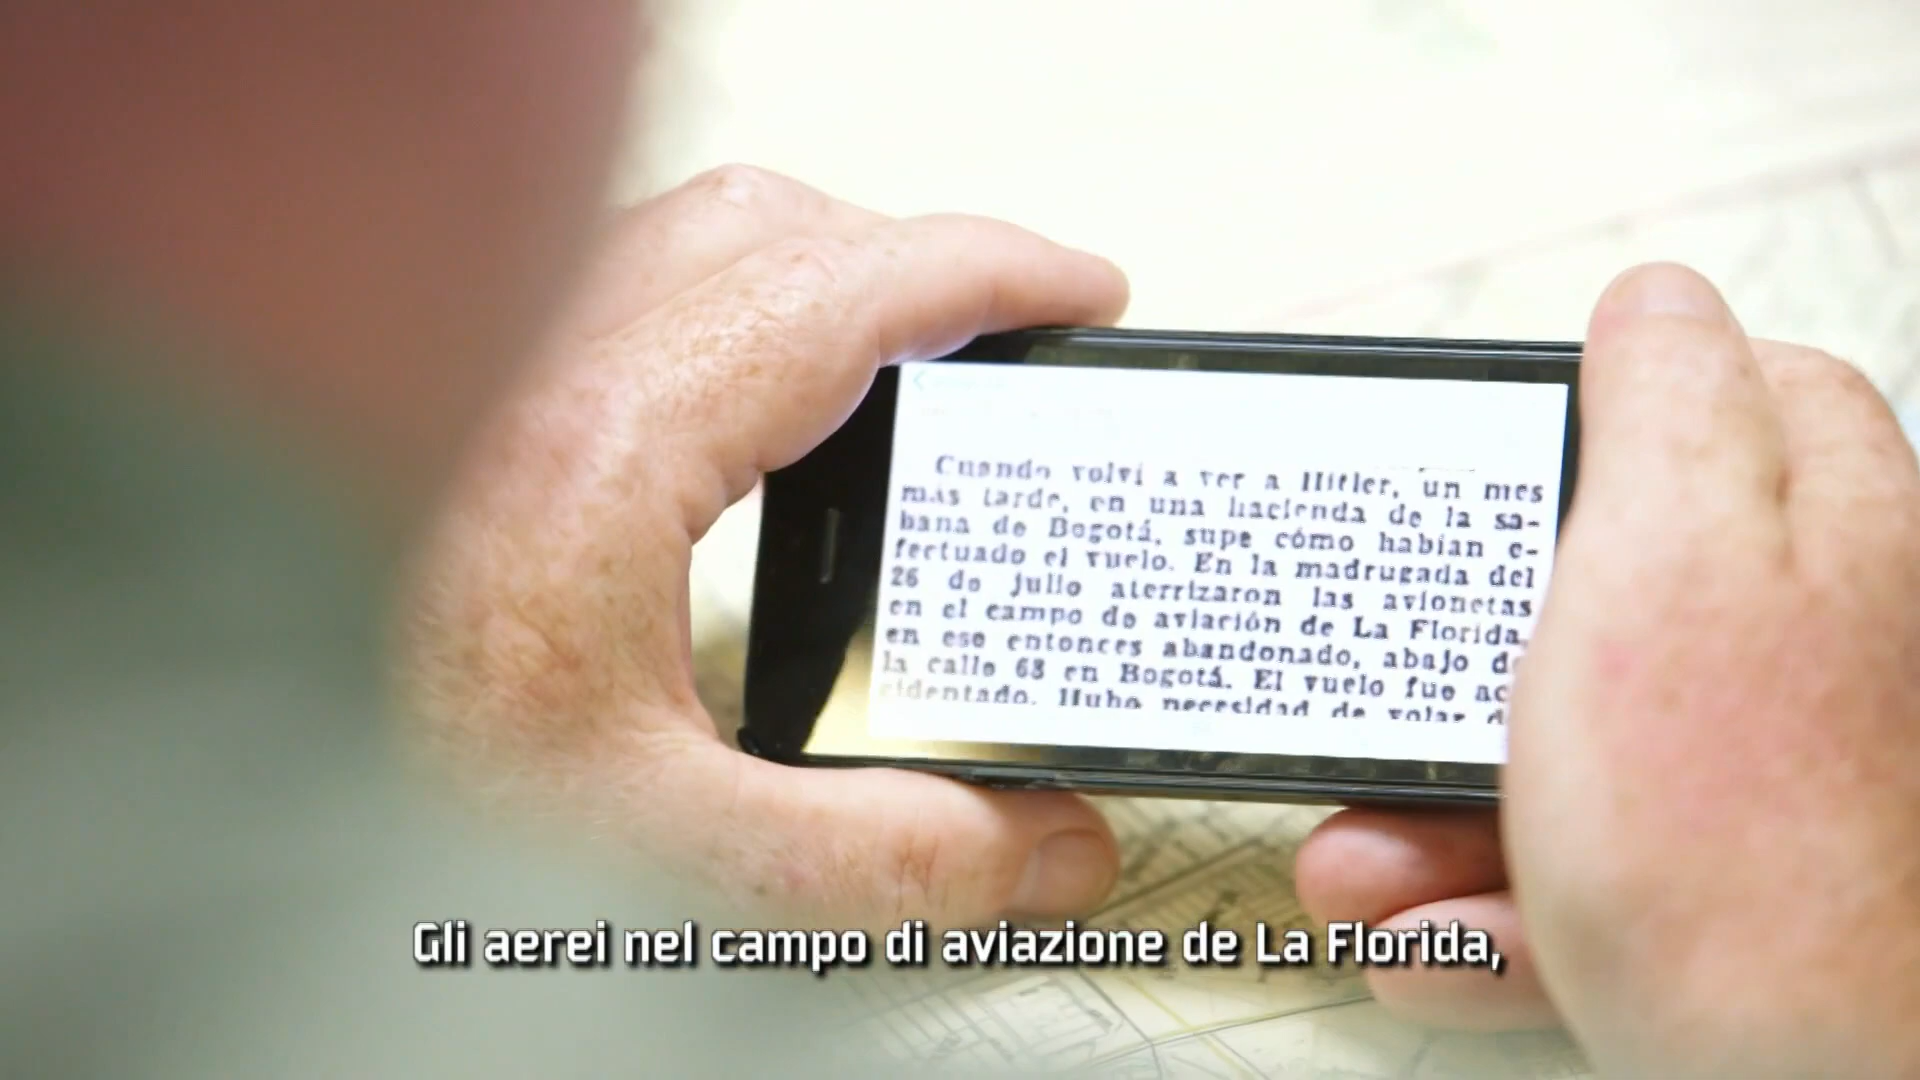 Cuando volví a ver a Hitler, un mes
más tarde, en una hacienda de la sa-
bana de Bogotá, supe cómo habían e-
fectuado el vuelo. En la madrugada del
26 de julio aterrizaron las avionetas
en el campo de aviación de La Florida,
en ese entonces abandonado, abajo d
la calle 68 en Bogotá. El vuelo fue ac
cidentado. Hubo necesidad de volar d
Gli aerei nel campo di aviazione de La Florida,